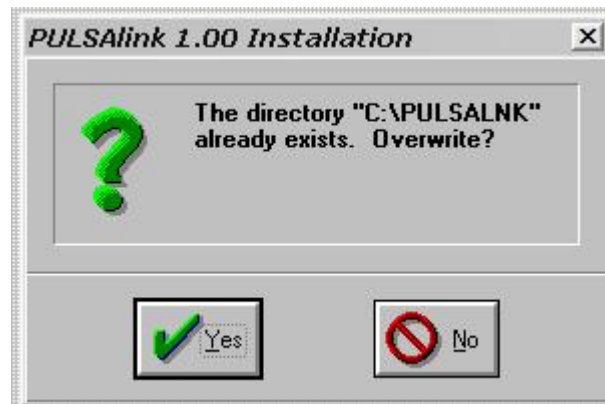 PULSAlink 1.00 Installation
The directory "C:\PULSALNK"
already exists.  Overwrite?
Yes
No